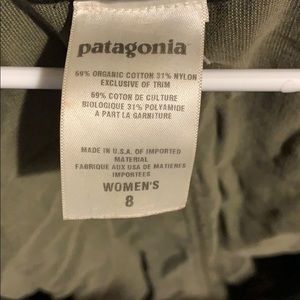 patagonia
69% ORGANIC COTTON 31% NYLON
EXCLUSIVE OF TRIM
69% COTON DE CULTURE
BIOLOGIQUE 31% POLYAMIDE
A PART LA GARNITURE
MADE IN U.S.A. OF IMPORTED
MATERIAL
FABRIQUE AUX USA DE MATIERES
IMPORTEES
WOMEN'S
8